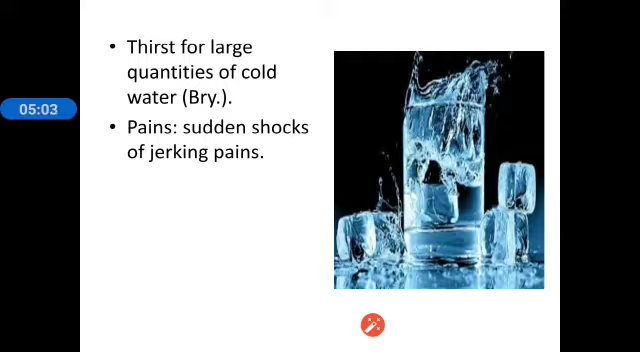 • Thirst for large
quantities of cold
water (Bry.).
05:03
• Pains: sudden shocks
of jerking pains.